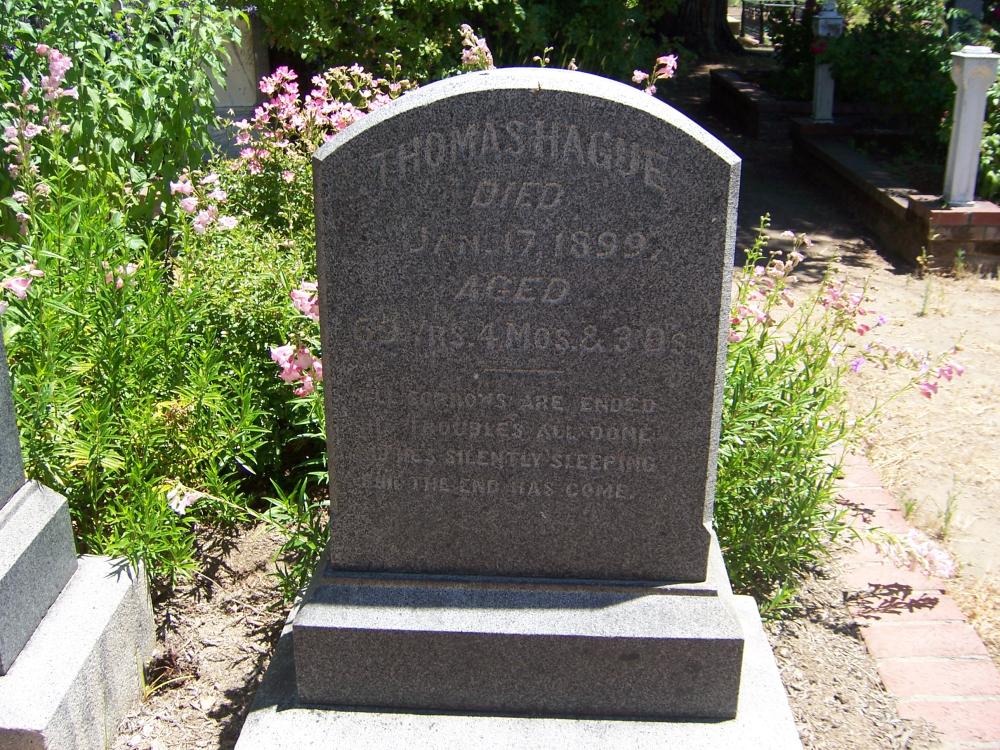 THOMAS HAGUE
DIED
JAN. 17, 1899,
AGED
YRS. 4 MOS. & 3 DS.
SORROWS ARE ENDED
TROUBLES ALL DONE
SILENTLY SLEEPING
THE END HAS COME